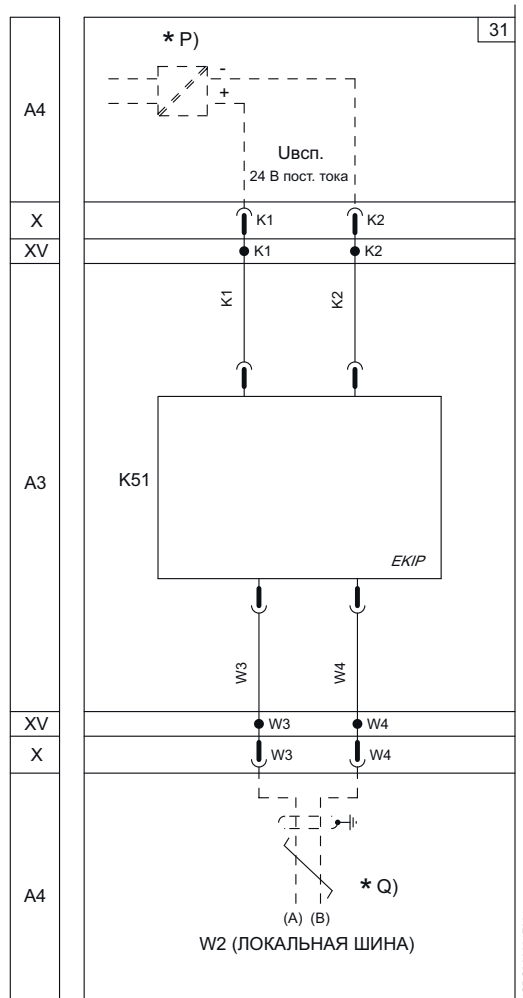 31
* P)
-
+
A4
Uвсп.
24 В пост. тока
X
K1
K2
XV
K1
K2
K1
K2
A3
K51
EKIP
W3
W4
XV
W3
W4
X
W3
W4
A4
* Q)
(A) (B)
W2 (ЛОКАЛЬНАЯ ШИНА)